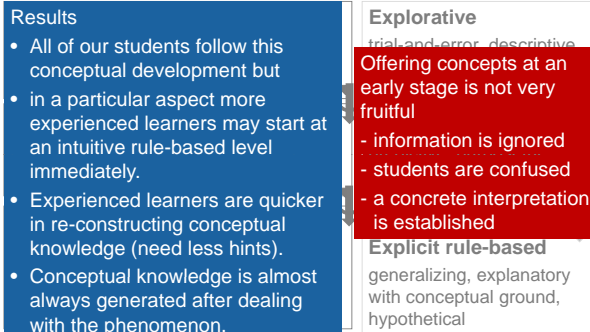 Results
• All of our students follow this
conceptual development but
• in a particular aspect more
experienced learners may start at
an intuitive rule-based level
immediately.
• Experienced learners are quicker
in re-constructing conceptual
knowledge (need less hints).
• Conceptual knowledge is almost
always generated after dealing
with the phenomenon.
Explorative
trial-and-error, descriptive
Offering concepts at an
early stage is not very
fruitful
- information is ignored
- students are confused
- a concrete interpretation
is established
Explicit rule-based
generalizing, explanatory
with conceptual ground,
hypothetical